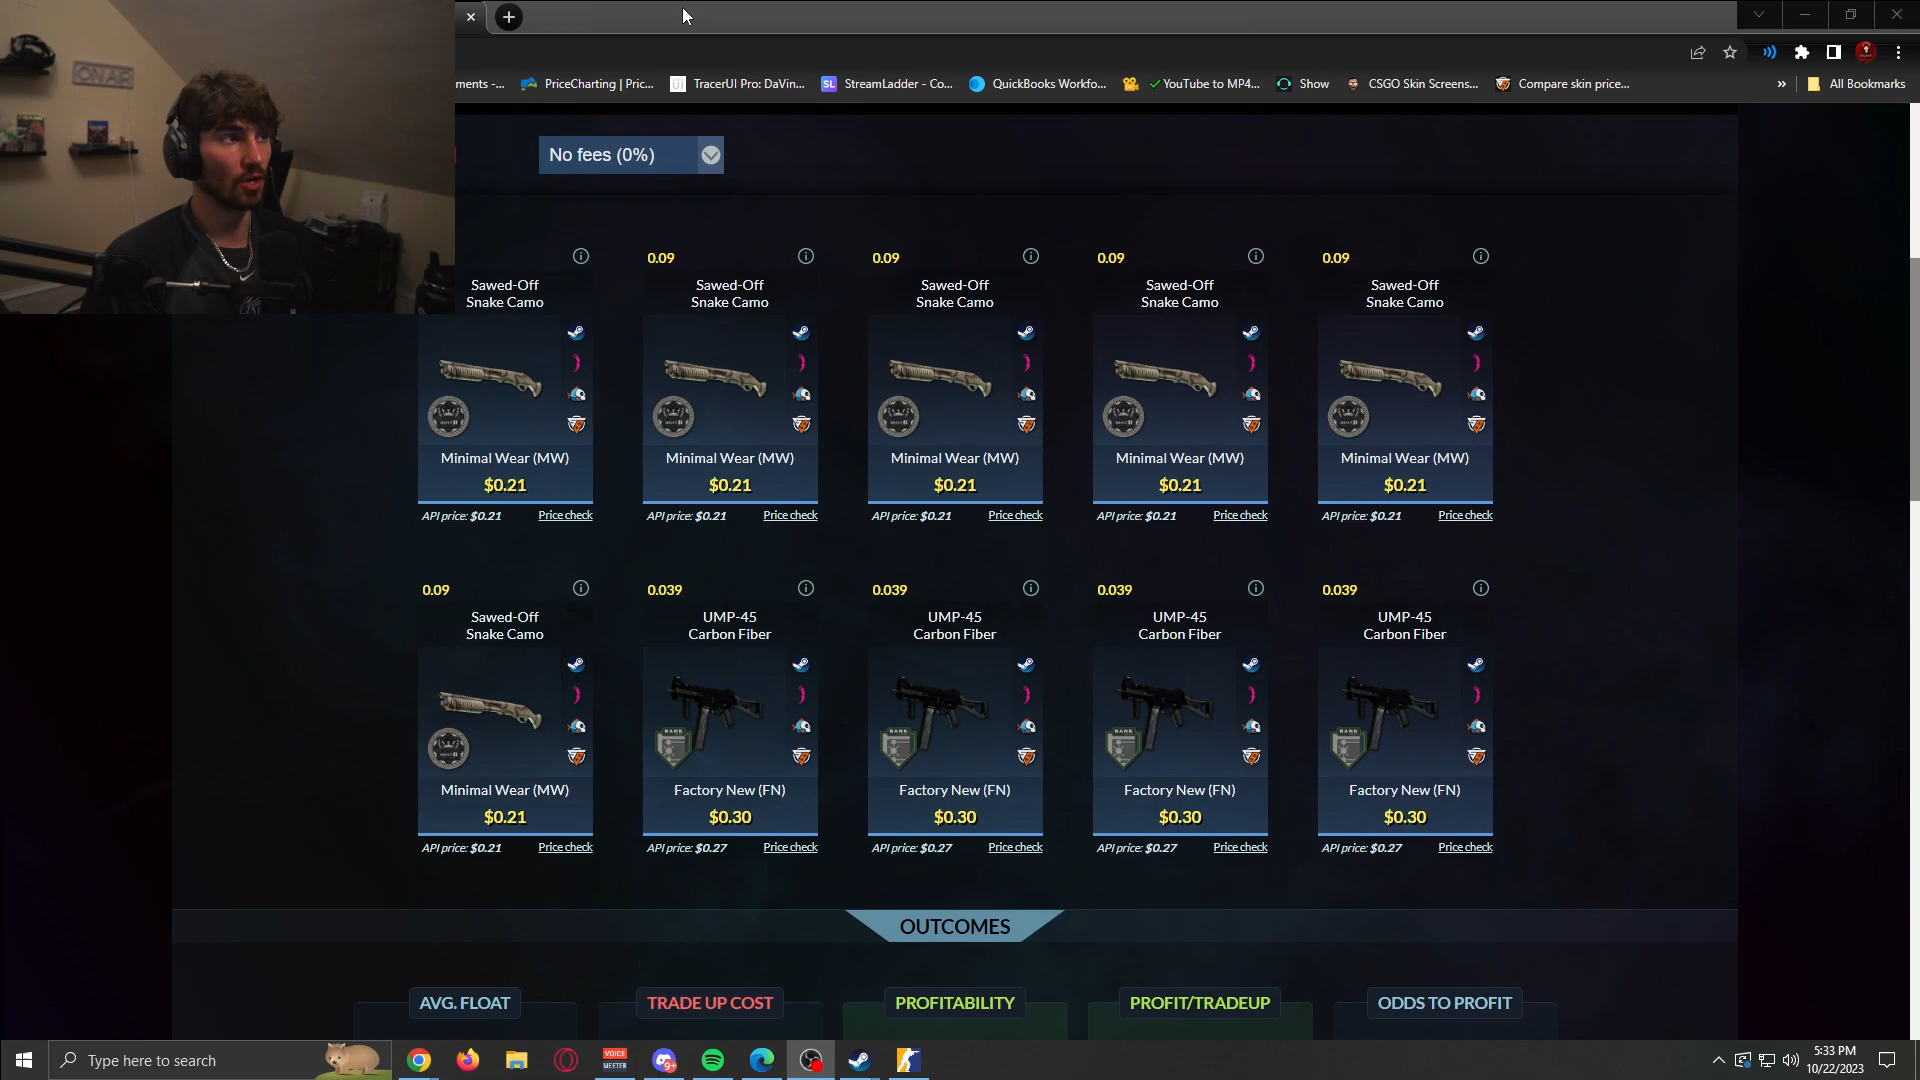 ON AIR
ments -...
PriceCharting | Pric...
TracerUI Pro: DaVin...
SL
StreamLadder - Co...
QuickBooks Workfo...
YouTube to MP4...
Show
CSGO Skin Screens...
Compare skin price...
»
All Bookmarks
No fees (0%)
0.09
0.09
0.09
0.09
Sawed-Off
Snake Camo
Sawed-Off
Snake Camo
Sawed-Off
Snake Camo
Sawed-Off
Snake Camo
Sawed-Off
Snake Camo
Minimal Wear (MW)
Minimal Wear (MW)
Minimal Wear (MW)
Minimal Wear (MW)
Minimal Wear (MW)
$0.21
$0.21
$0.21
$0.21
$0.21
API price: $0.21 Price check
API price: $0.21 Price check
API price: $0.21 Price check
API price: $0.21 Price check
API price: $0.21 Price check
0.09
0.039
0.039
0.039
0.039
Sawed-Off
Snake Camo
UMP-45
Carbon Fiber
UMP-45
Carbon Fiber
UMP-45
Carbon Fiber
UMP-45
Carbon Fiber
BANK
BANK
BANK
BANK
Minimal Wear (MW)
Factory New (FN)
Factory New (FN)
Factory New (FN)
Factory New (FN)
$0.21
$0.30
$0.30
$0.30
$0.30
API price: $0.21 Price check
API price: $0.27 Price check
API price: $0.27 Price check
API price: $0.27 Price check
API price: $0.27 Price check
OUTCOMES
AVG. FLOAT
TRADE UP COST
PROFITABILITY
PROFIT/TRADEUP
ODDS TO PROFIT
Type here to search
VOICE
MEETER
9+
5:33 PM
10/22/2023